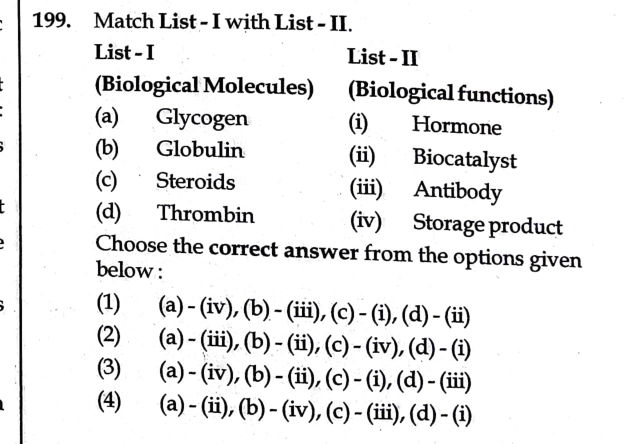 199. Match List - I with List - II.
List - I List - II
(Biological Molecules) (Biological functions)
(a) Glycogen (i) Hormone
(b) Globulin (ii) Biocatalyst
(c) Steroids (iii) Antibody
(d) Thrombin (iv) Storage product
Choose the correct answer from the options given
below :
(1) (a) - (iv), (b) - (iii), (c) - (i), (d) - (ii)
(2) (a) - (iii), (b) - (ii), (c) - (iv), (d) - (i)
(3) (a) - (iv), (b) - (ii), (c) - (i), (d) - (iii)
(4) (a) - (ii), (b) - (iv), (c) - (iii), (d) - (i)